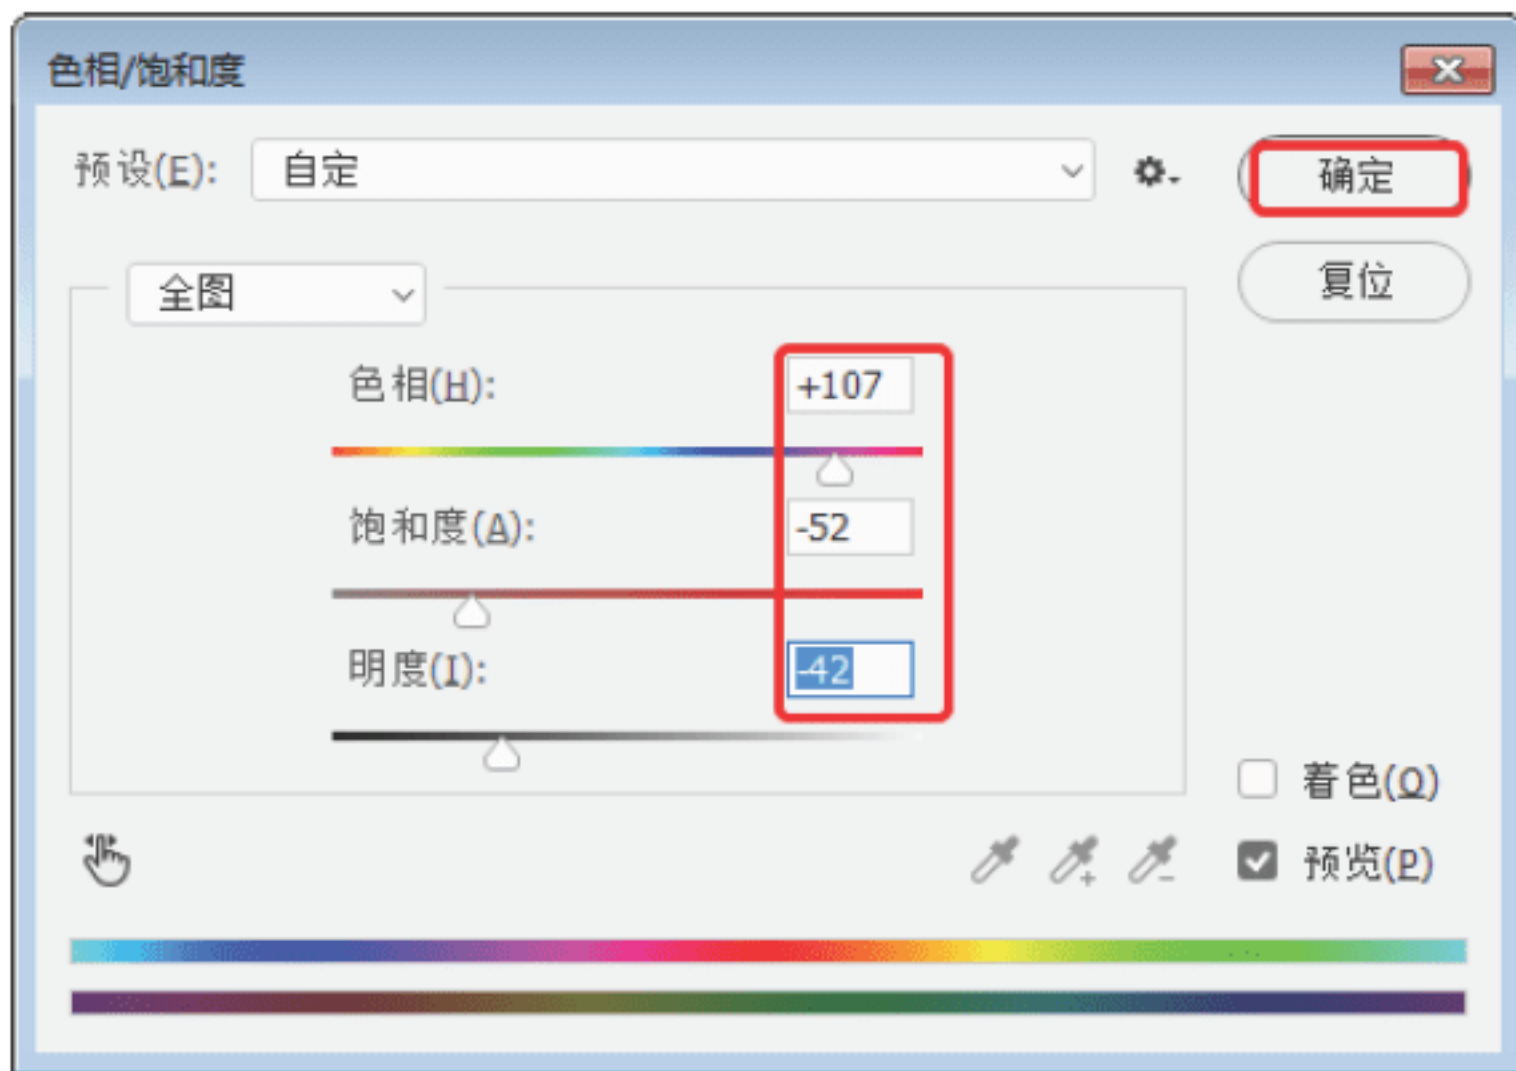 色相/饱和度
预设(E): 自定
确定
全图
复位
色相(H): +107
饱和度(A): -52
明度(I): -42
着色(O)
预览(P)